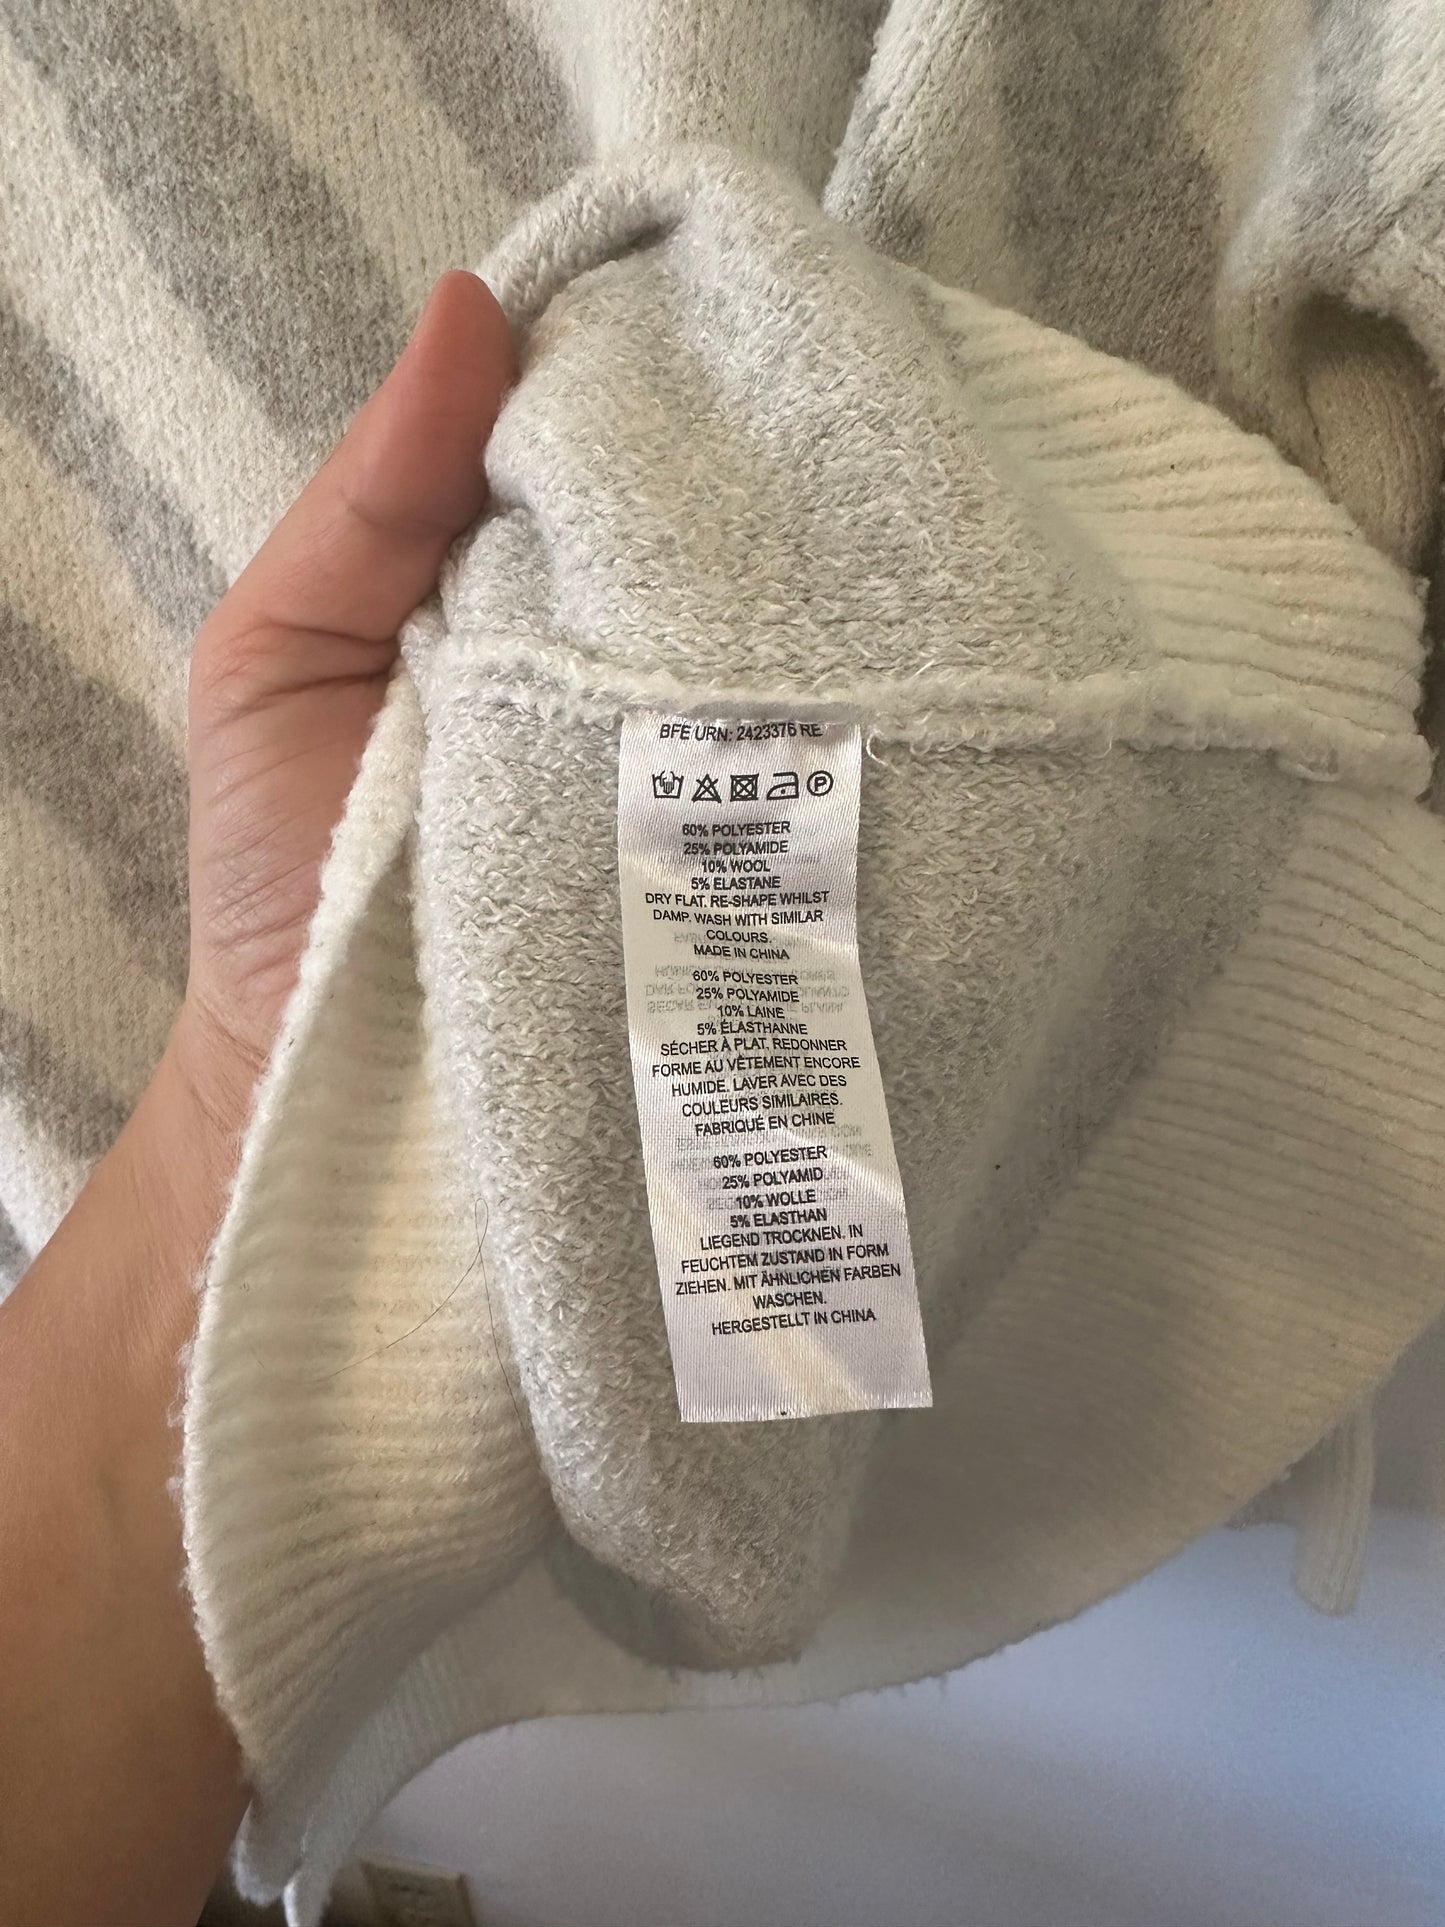 BFE URN: 2423376 RE
P
60% POLYESTER
25% POLYAMIDE
10% WOOL
5% ELASTANE
DRY FLAT. RE-SHAPE WHILST
DAMP. WASH WITH SIMILAR
COLOURS.
MADE IN CHINA
60% POLYESTER
25% POLYAMIDE
10% LAINE
5% ÉLASTHANNE
SÉCHER À PLAT. REDONNER
FORME AU VÊTEMENT ENCORE
HUMIDE. LAVER AVEC DES
COULEURS SIMILAIRES.
FABRIQUÉ EN CHINE
60% POLYESTER
25% POLYAMID
10% WOLLE
5% ELASTHAN
LIEGEND TROCKNEN. IN
FEUCHTEM ZUSTAND IN FORM
ZIEHEN. MIT ÄHNLICHEN FARBEN
WASCHEN.
HERGESTELLT IN CHINA